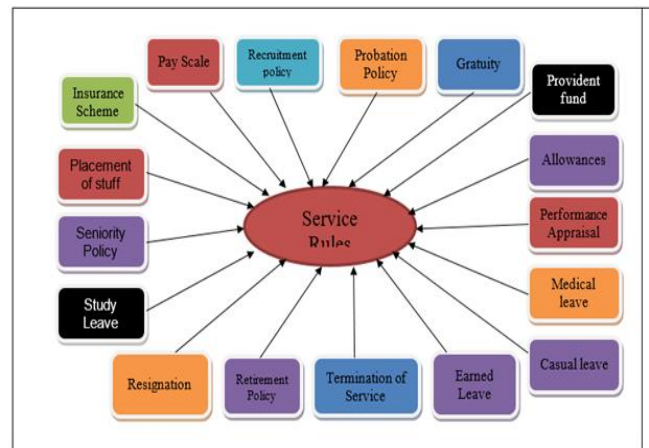 Pay Scale
Recruitment
policy
Probation
Policy
Gratuity
Provident
fund
Insurance
Scheme
Allowances
Placement
of stuff
Performance
Appraisal
Service
Rules
Seniority
Policy
Medical
leave
Study
Leave
Casual leave
Resignation
Retirement
Policy
Termination of
Service
Earned
Leave